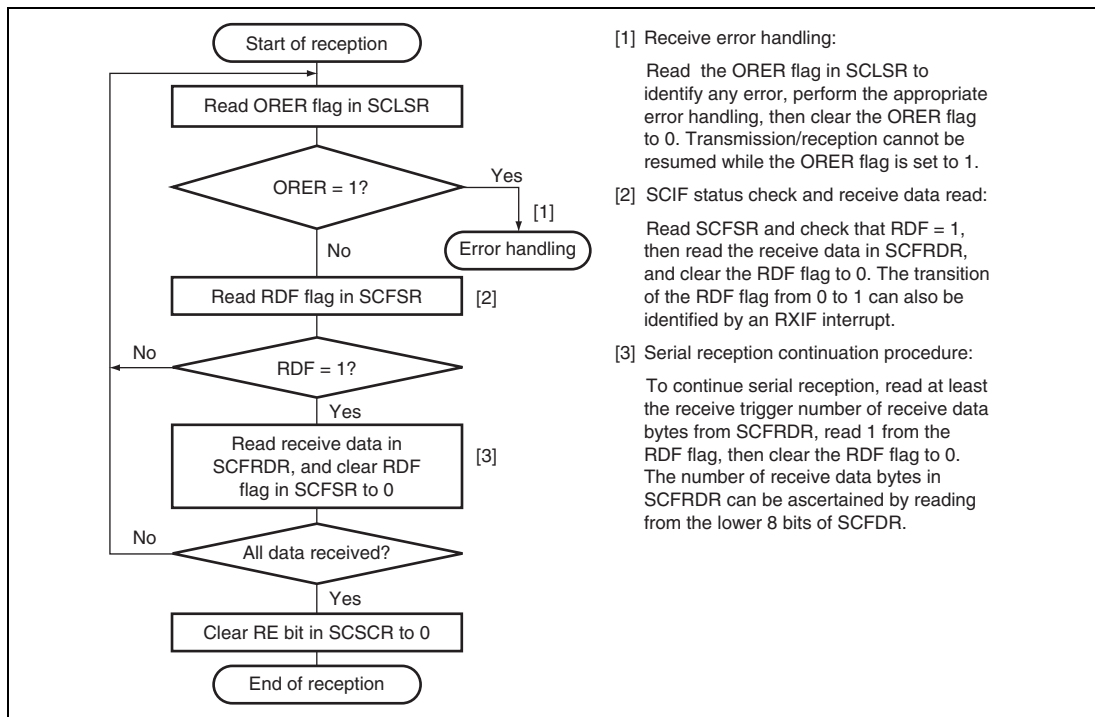 Start of reception
Read ORER flag in SCLSR
ORER = 1?
Yes
[1]
Error handling
No
Read RDF flag in SCFSR
[2]
No
RDF = 1?
Yes
Read receive data in
SCFRDR, and clear RDF
flag in SCFSR to 0
[3]
No
All data received?
Yes
Clear RE bit in SCSCR to 0
End of reception
[1] Receive error handling:
Read the ORER flag in SCLSR to
identify any error, perform the appropriate
error handling, then clear the ORER flag
to 0. Transmission/reception cannot be
resumed while the ORER flag is set to 1.
[2] SCIF status check and receive data read:
Read SCFSR and check that RDF = 1,
then read the receive data in SCFRDR,
and clear the RDF flag to 0. The transition
of the RDF flag from 0 to 1 can also be
identified by an RXIF interrupt.
[3] Serial reception continuation procedure:
To continue serial reception, read at least
the receive trigger number of receive data
bytes from SCFRDR, read 1 from the
RDF flag, then clear the RDF flag to 0.
The number of receive data bytes in
SCFRDR can be ascertained by reading
from the lower 8 bits of SCFDR.